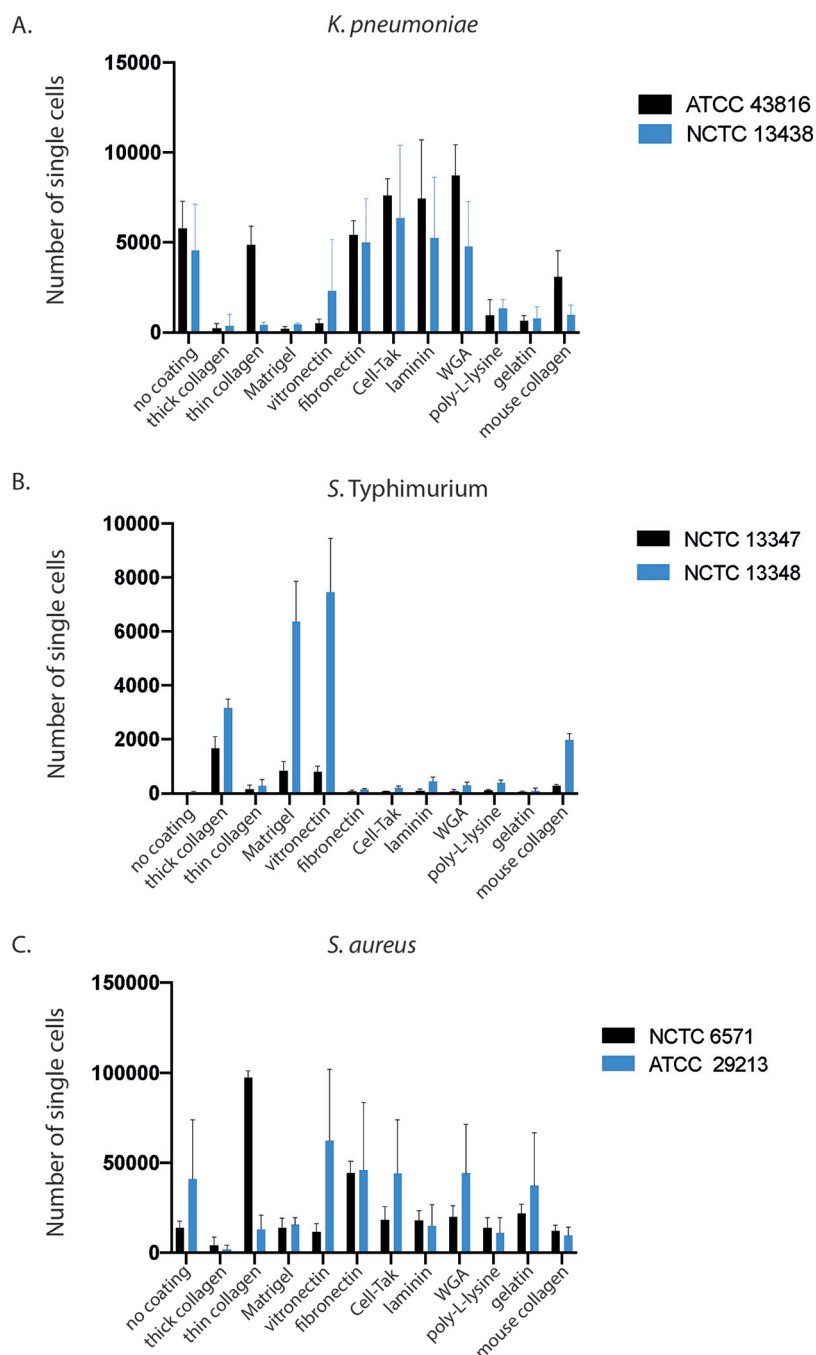 A.
K. pneumoniae
Number of single cells
15000
10000
5000
0
ATCC 43816
NCTC 13438
no coating
thick collagen
thin collagen
Matrigel
vitronectin
fibronectin
Cell-Tak
laminin
WGA
poly-L-lysine
gelatin
mouse collagen
B.
S. Typhimurium
Number of single cells
10000
8000
6000
4000
2000
0
NCTC 13347
NCTC 13348
no coating
thick collagen
thin collagen
Matrigel
vitronectin
fibronectin
Cell-Tak
laminin
WGA
poly-L-lysine
gelatin
mouse collagen
C.
S. aureus
Number of single cells
150000
100000
50000
0
NCTC 6571
ATCC 29213
no coating
thick collagen
thin collagen
Matrigel
vitronectin
fibronectin
Cell-Tak
laminin
WGA
poly-L-lysine
gelatin
mouse collagen